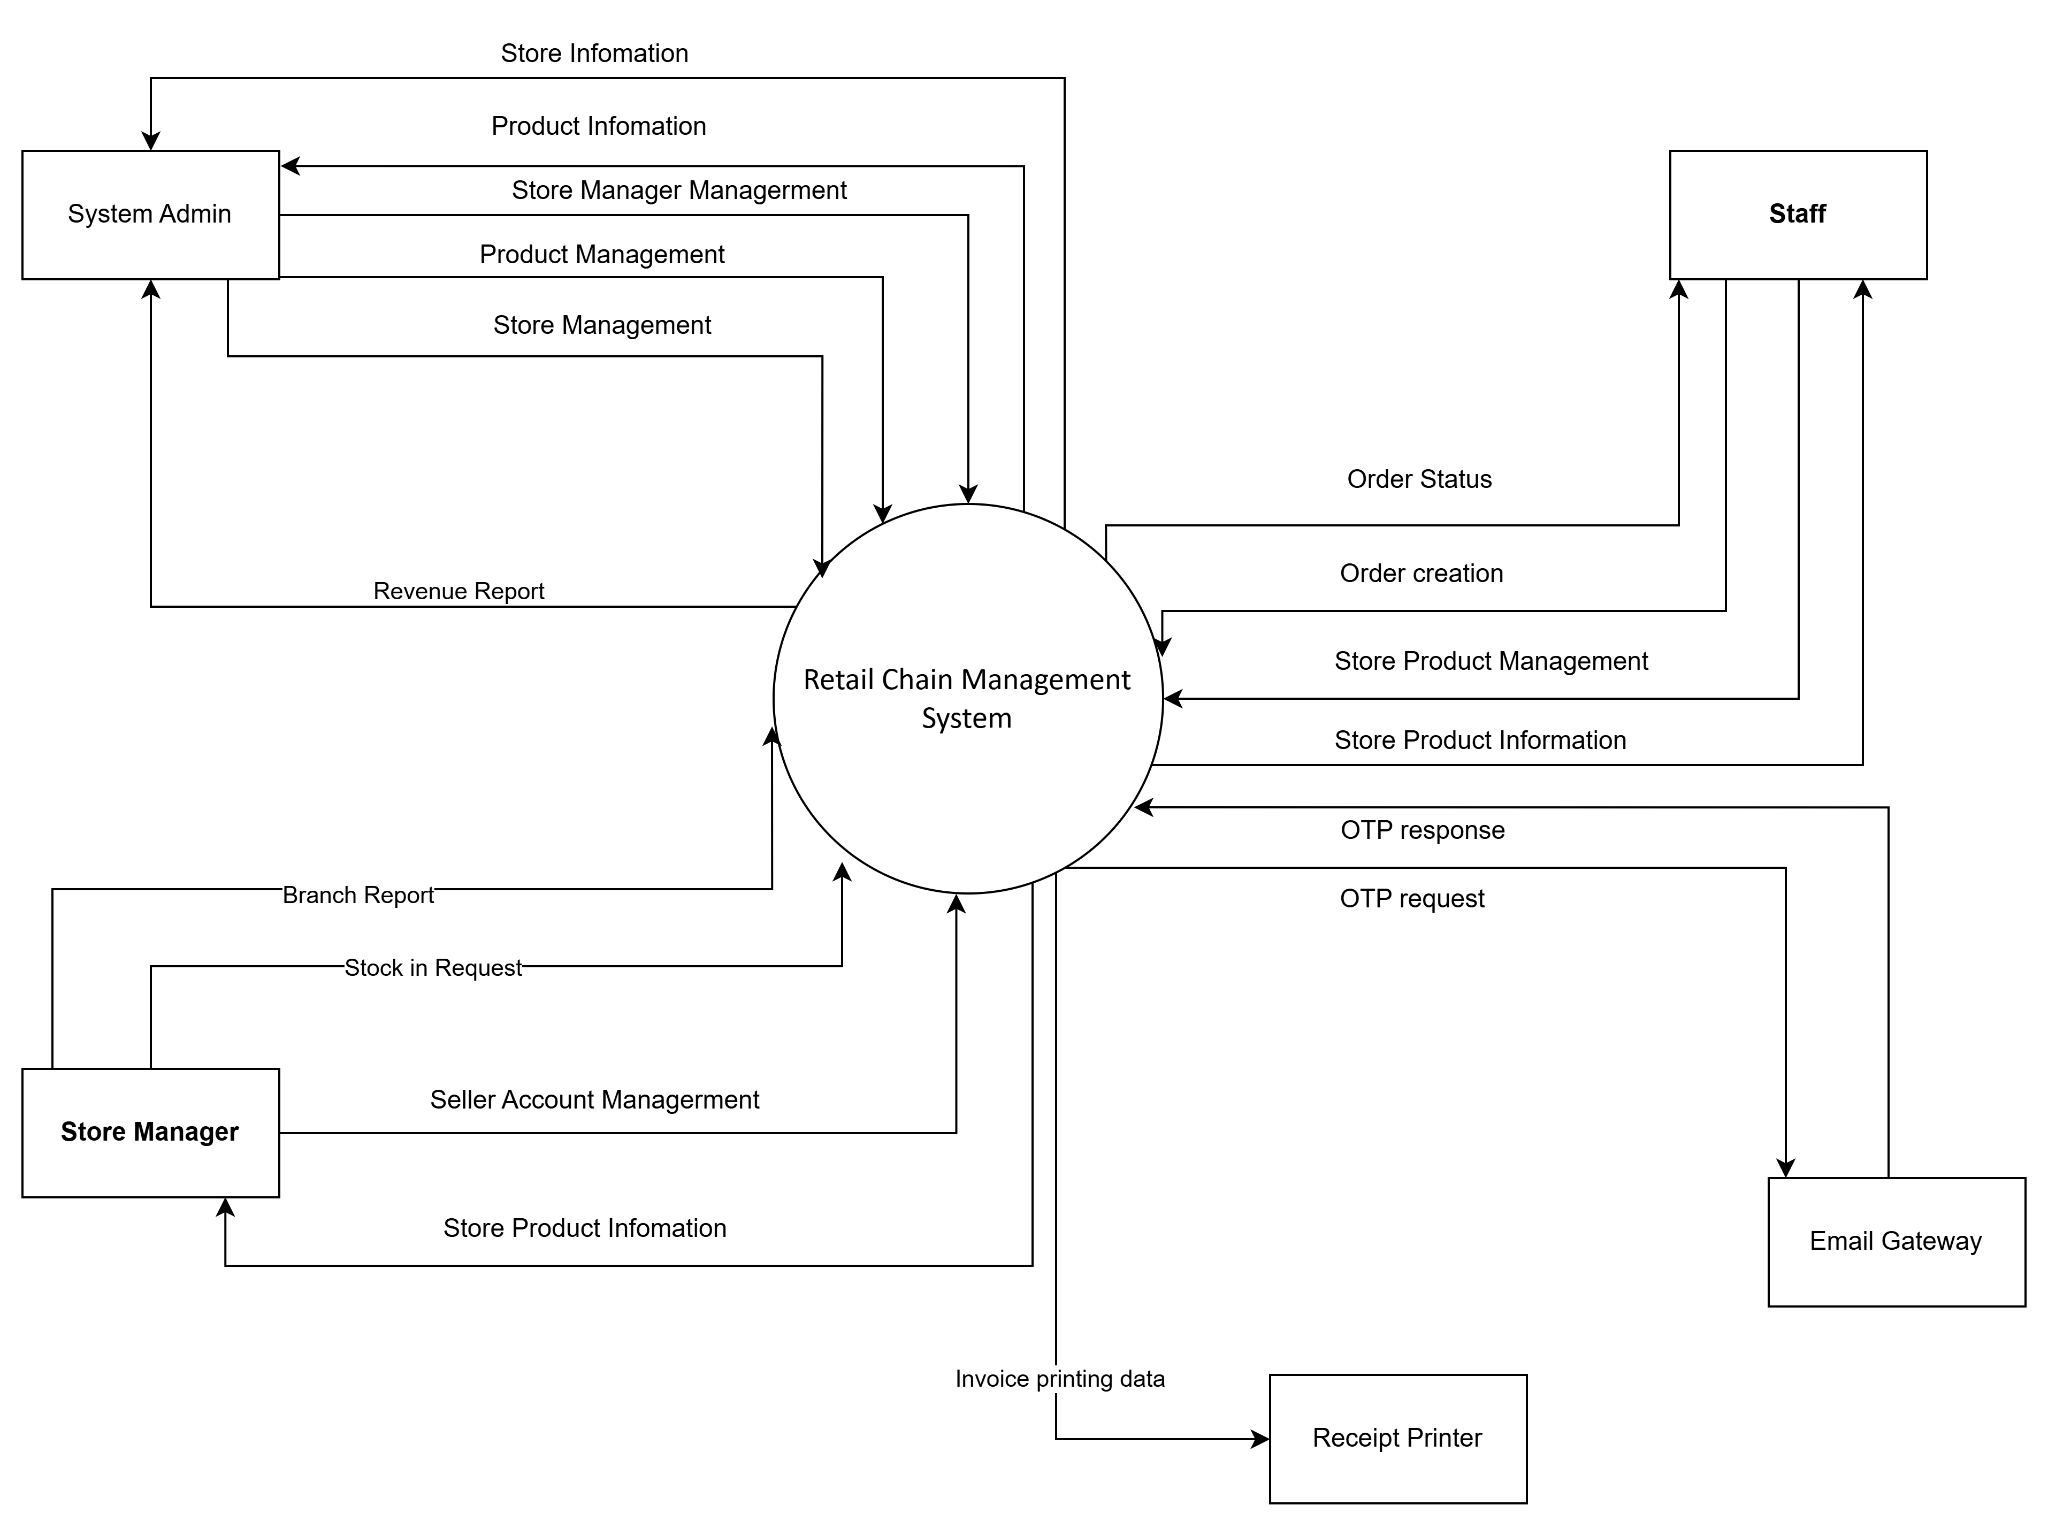 Store Infomation
Product Infomation
Store Manager Managerment
System Admin
Staff
Product Management
Store Management
Order Status
Order creation
Revenue Report
Store Product Management
Retail Chain Management
System
Store Product Information
OTP response
Branch Report
OTP request
Stock in Request
Seller Account Managerment
Store Manager
Store Product Infomation
Email Gateway
Invoice printing data
Receipt Printer